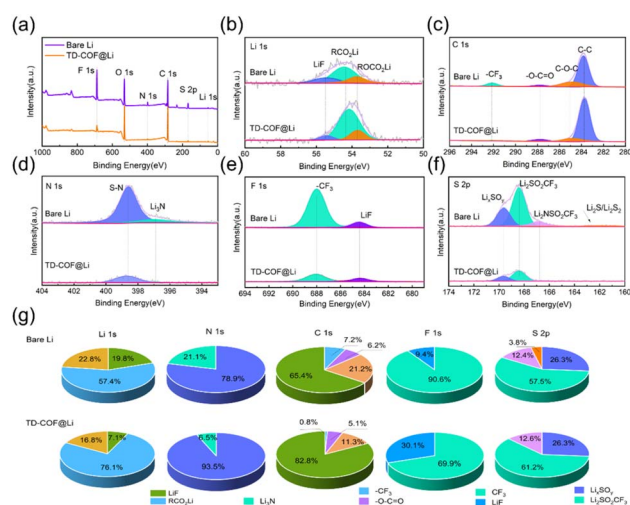 (a)
Bare Li
TD-COF@Li
F 1s
O 1s
C 1s
N 1s
S 2p
Li 1s
Intensity(a.u.)
1000 800 600 400 200 0
Binding Energy(eV)
(b)
Li 1s
RCO₂Li
LiF
ROCO₂Li
Bare Li
TD-COF@Li
Intensity(a.u.)
60 58 56 54 52 50
Binding Energy(eV)
(c)
C 1s
C-C
C-O-C
-O-C=O
-CF₃
Bare Li
TD-COF@Li
Intensity(a.u.)
296 294 292 290 288 286 284 282 280
Binding Energy(eV)
(d)
N 1s
S-N
Li₃N
Bare Li
TD-COF@Li
Intensity(a.u.)
404 402 400 398 396 394
Binding Energy(eV)
(e)
F 1s
-CF₃
LiF
Bare Li
TD-COF@Li
Intensity(a.u.)
694 692 690 688 686 684 682 680
Binding Energy(eV)
(f)
S 2p
Li₂SO₂CF₃
LiₓSOᵧ
Li₂NSO₂CF₃
Li₂S/Li₂S₂
Bare Li
TD-COF@Li
Intensity(a.u.)
174 172 170 168 166 164 162 160
Binding Energy(eV)
(g)
Bare Li
Li 1s
N 1s
C 1s
F 1s
S 2p
22.8%
19.8%
57.4%
21.1%
78.9%
7.2%
6.2%
21.2%
65.4%
9.4%
90.6%
3.8%
12.4%
26.3%
57.5%
TD-COF@Li
16.8%
7.1%
76.1%
6.5%
93.5%
0.8%
5.1%
11.3%
82.8%
30.1%
69.9%
12.6%
26.3%
61.2%
LiF
RCO₂Li
Li₃N
-CF₃
-O-C=O
CF₃
LiF
LiₓSOᵧ
Li₂SO₂CF₃